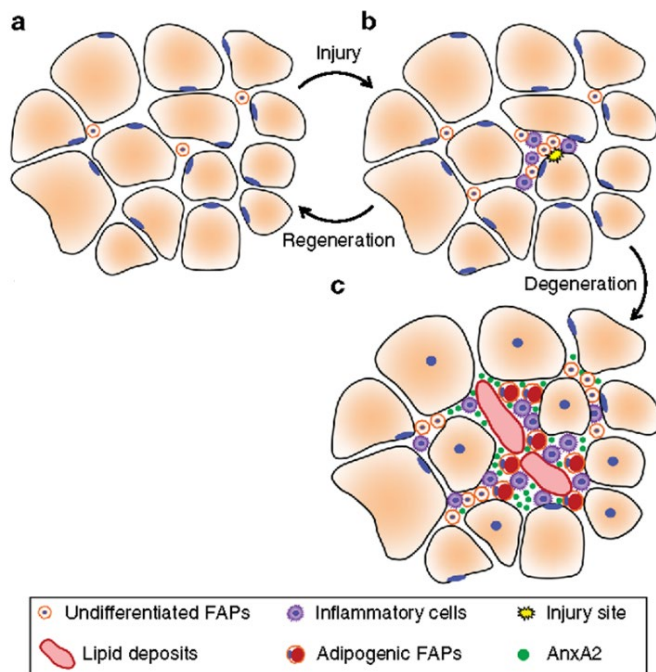 a
b
Injury
Regeneration
Degeneration
c
Undifferentiated FAPs
Inflammatory cells
Injury site
Lipid deposits
Adipogenic FAPs
AnxA2